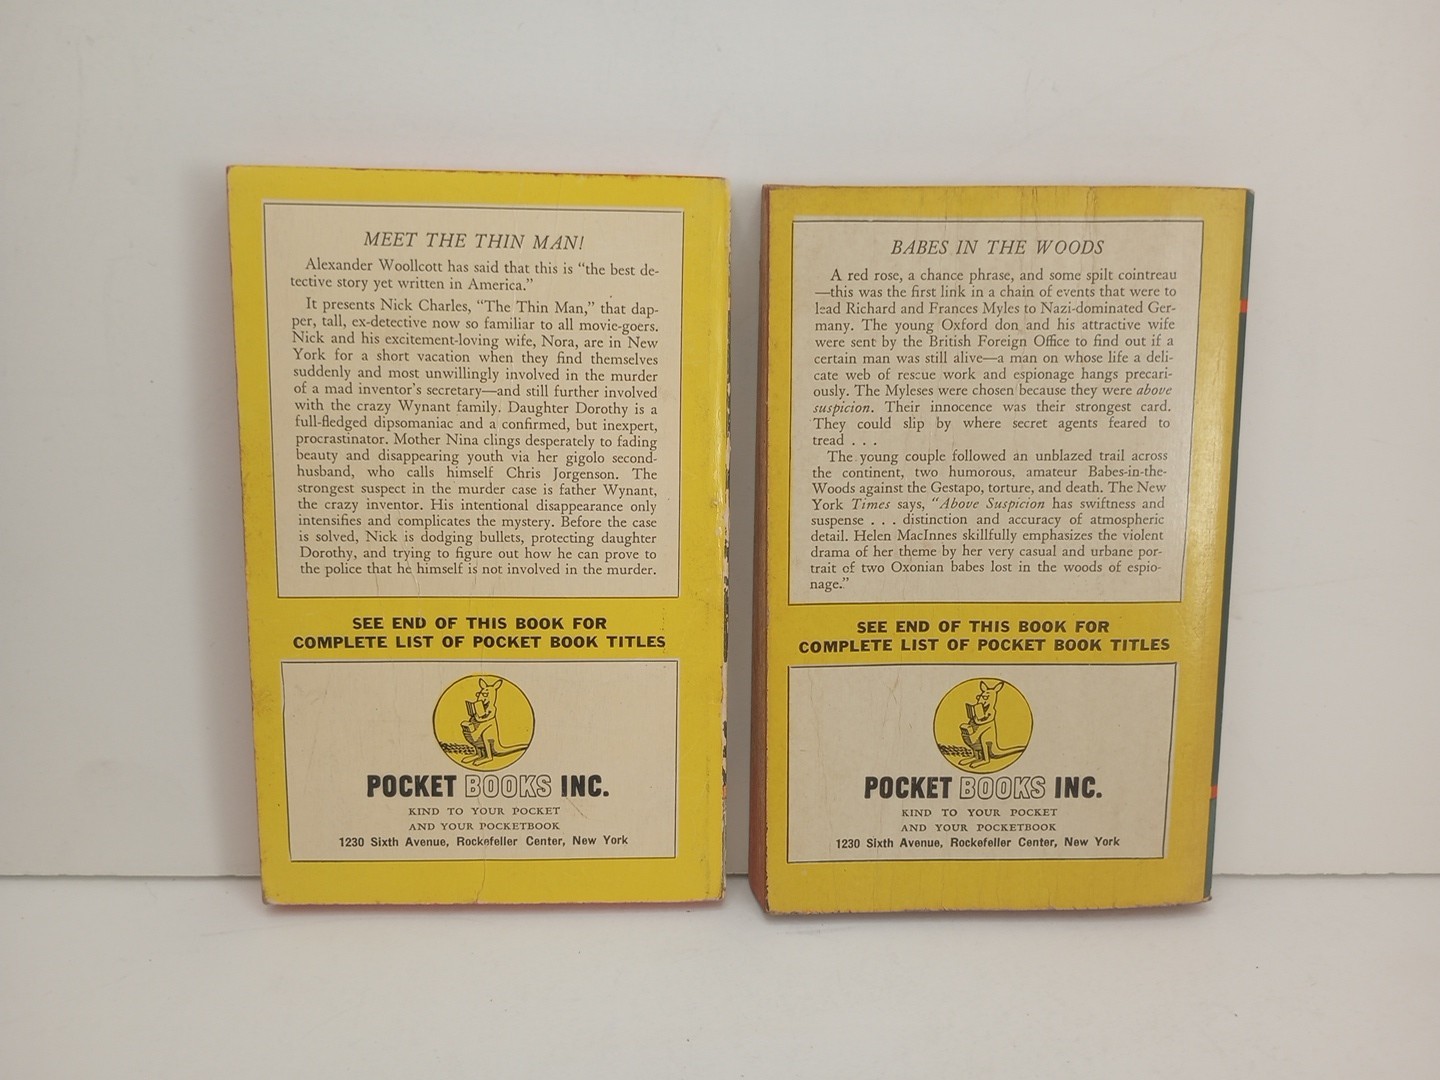 MEET THE THIN MAN!
Alexander Woollcott has said that this is “the best de-
tective story yet written in America.”
It presents Nick Charles, “The Thin Man,” that dap-
per, tall, ex-detective now so familiar to all movie-goers.
Nick and his excitement-loving wife, Nora, are in New
York for a short vacation when they find themselves
suddenly and most unwillingly involved in the murder
of a mad inventor’s secretary—and still further involved
with the crazy Wynant family. Daughter Dorothy is a
full-fledged dipsomaniac and a confirmed, but inexpert,
procrastinator. Mother Nina clings desperately to fading
beauty and disappearing youth via her gigolo second-
husband, who calls himself Chris Jorgenson. The
strongest suspect in the murder case is father Wynant,
the crazy inventor. His intentional disappearance only
intensifies and complicates the mystery. Before the case
is solved, Nick is dodging bullets, protecting daughter
Dorothy, and trying to figure out how he can prove to
the police that he himself is not involved in the murder.
SEE END OF THIS BOOK FOR
COMPLETE LIST OF POCKET BOOK TITLES
POCKET BOOKS INC.
KIND TO YOUR POCKET
AND YOUR POCKETBOOK
1230 Sixth Avenue, Rockefeller Center, New York
BABES IN THE WOODS
A red rose, a chance phrase, and some spilt cointreau
—this was the first link in a chain of events that were to
lead Richard and Frances Myles to Nazi-dominated Ger-
many. The young Oxford don and his attractive wife
were sent by the British Foreign Office to find out if a
certain man was still alive—a man on whose life a deli-
cate web of rescue work and espionage hangs precari-
ously. The Myleses were chosen because they were above
suspicion. Their innocence was their strongest card.
They could slip by where secret agents feared to
tread . . .
The young couple followed an unblazed trail across
the continent, two humorous, amateur Babes-in-the-
Woods against the Gestapo, torture, and death. The New
York Times says, “Above Suspicion has swiftness and
suspense . . . distinction and accuracy of atmospheric
detail. Helen MacInnes skillfully emphasizes the violent
drama of her theme by her very casual and urbane por-
trait of two Oxonian babes lost in the woods of espio-
nage.”
SEE END OF THIS BOOK FOR
COMPLETE LIST OF POCKET BOOK TITLES
POCKET BOOKS INC.
KIND TO YOUR POCKET
AND YOUR POCKETBOOK
1230 Sixth Avenue, Rockefeller Center, New York